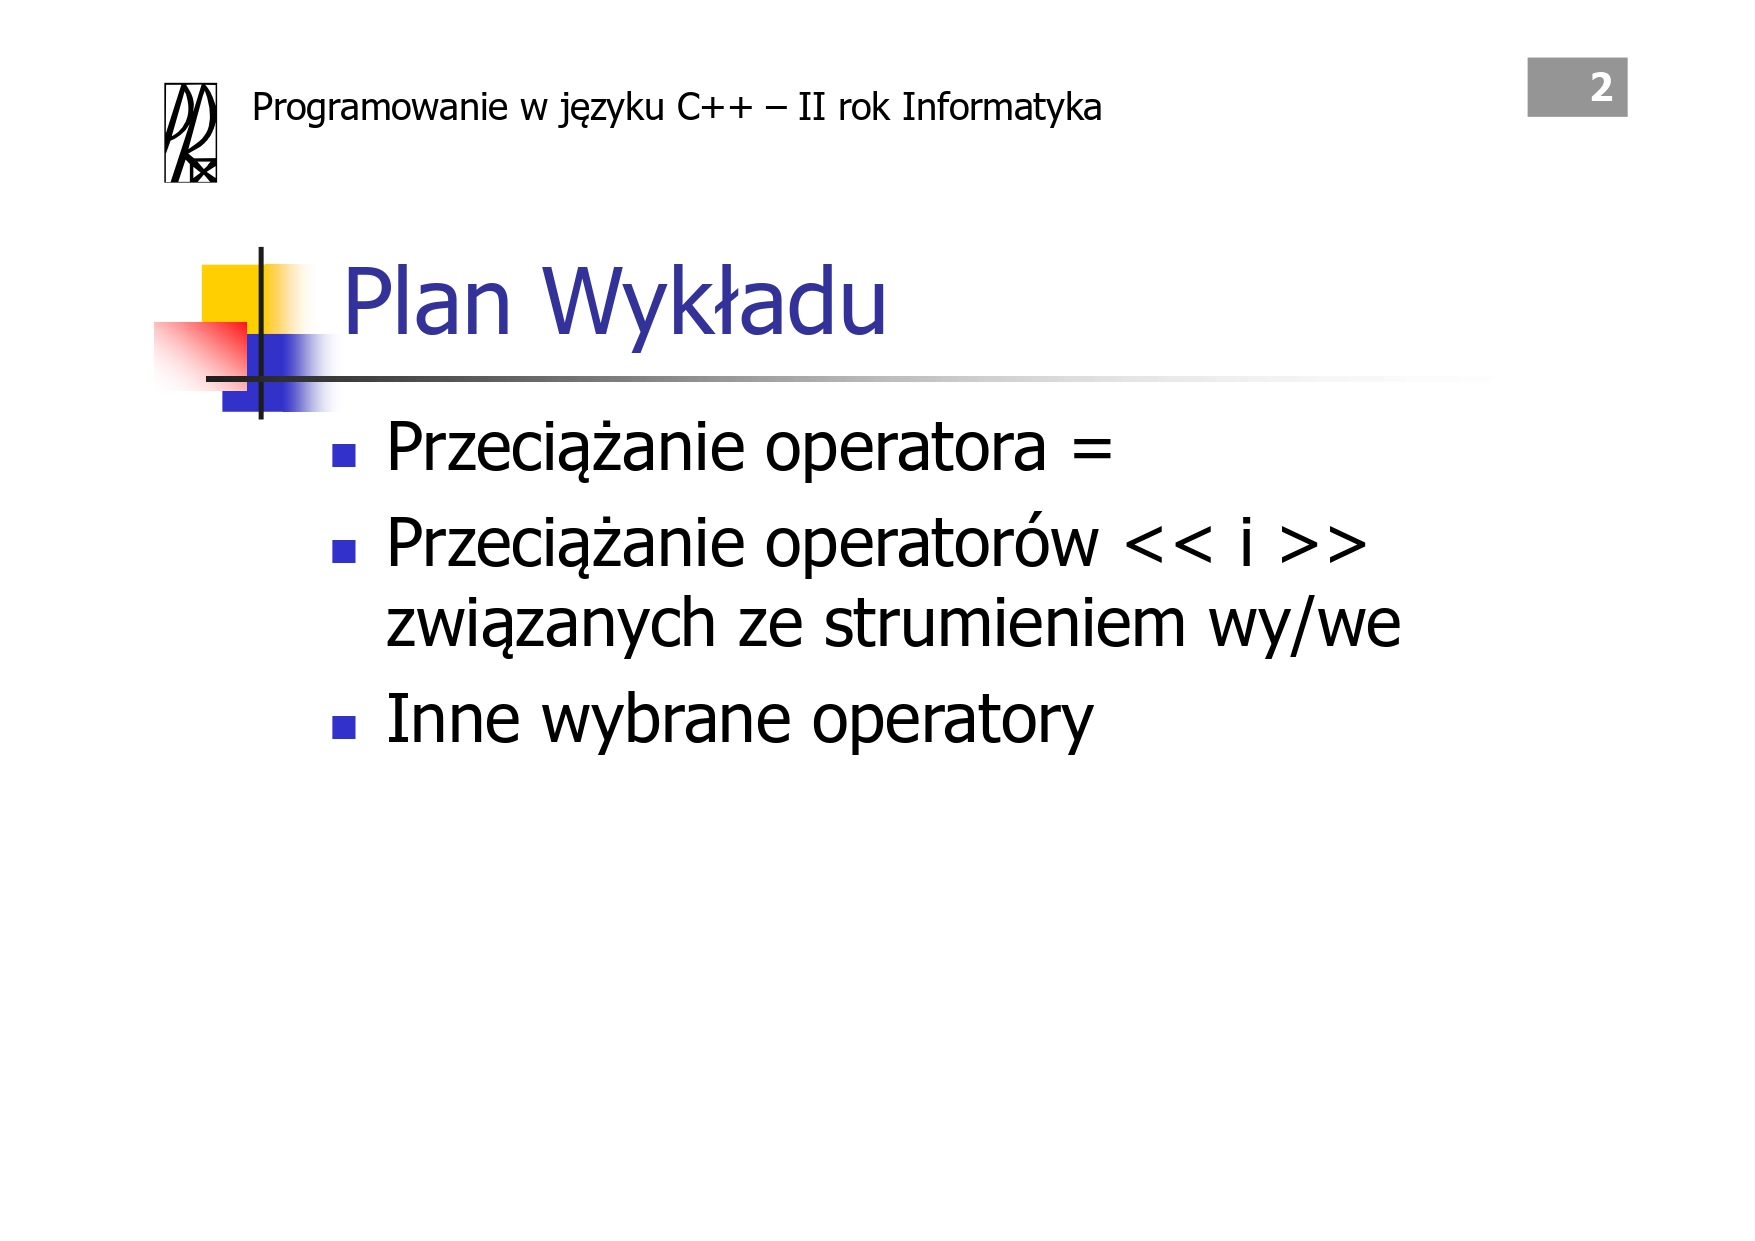 Programowanie w języku C++ – II rok Informatyka
2
Plan Wykładu
Przeciążanie operatora =
Przeciążanie operatorów << i >>
związanych ze strumieniem wy/we
Inne wybrane operatory